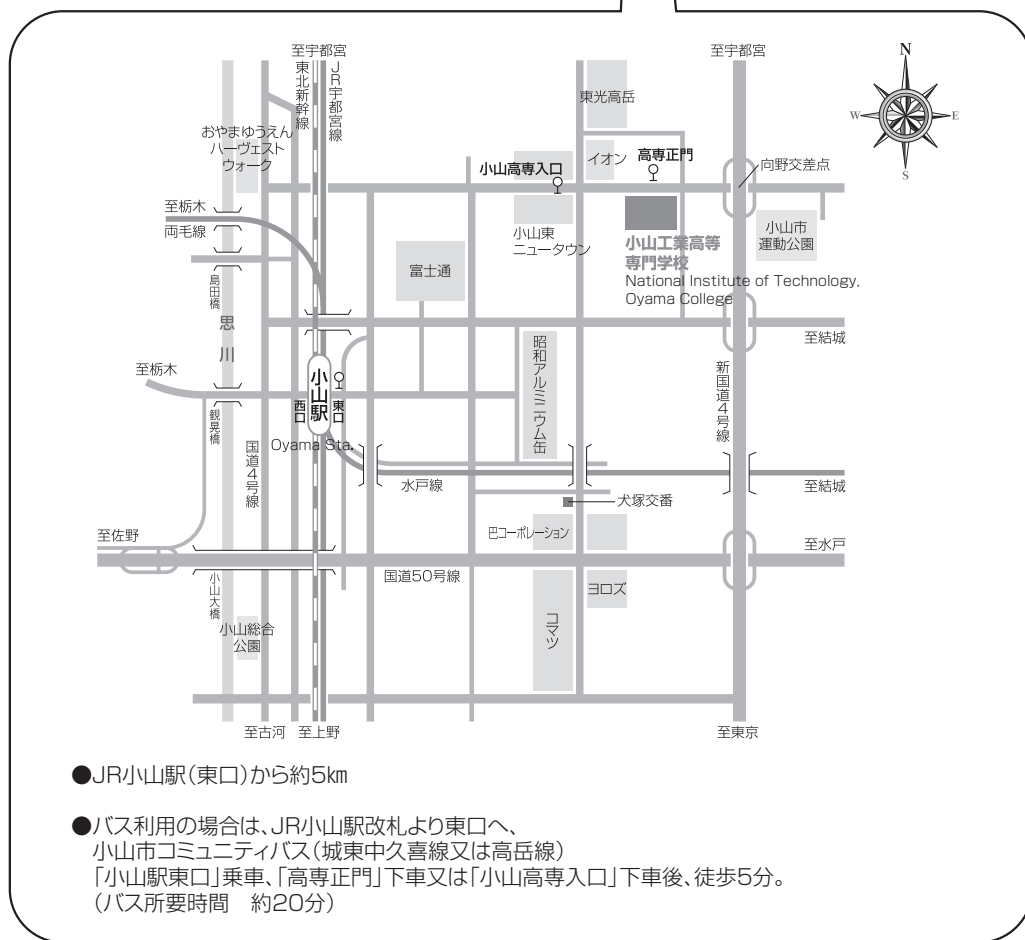 至宇都宮
至宇都宮
N
W
E
S
東北新幹線
JR宇都宮線
東光高岳
おやまゆうえん
ハーヴェスト
ウォーク
小山高専入口
イオン
高専正門
向野交差点
至栃木
両毛線
小山東
ニュータウン
小山市
運動公園
富士通
小山工業高等
専門学校
National Institute of Technology,
Oyama College
島田橋
思川
至結城
至栃木
小山駅
西口
東口
昭和アルミニウム缶
新国道4号線
観晃橋
国道4号線
Oyama Sta.
水戸線
至結城
犬塚交番
至佐野
巴コーポレーション
至水戸
国道50号線
小山大橋
ヨロズ
コマツ
小山総合
公園
至古河
至上野
至東京
●JR小山駅(東口)から約5㎞
●バス利用の場合は、JR小山駅改札より東口へ、
小山市コミュニティバス(城東中久喜線又は高岳線)
「小山駅東口」乗車、「高専正門」下車又は「小山高専入口」下車後、徒歩5分。
(バス所要時間　約20分)